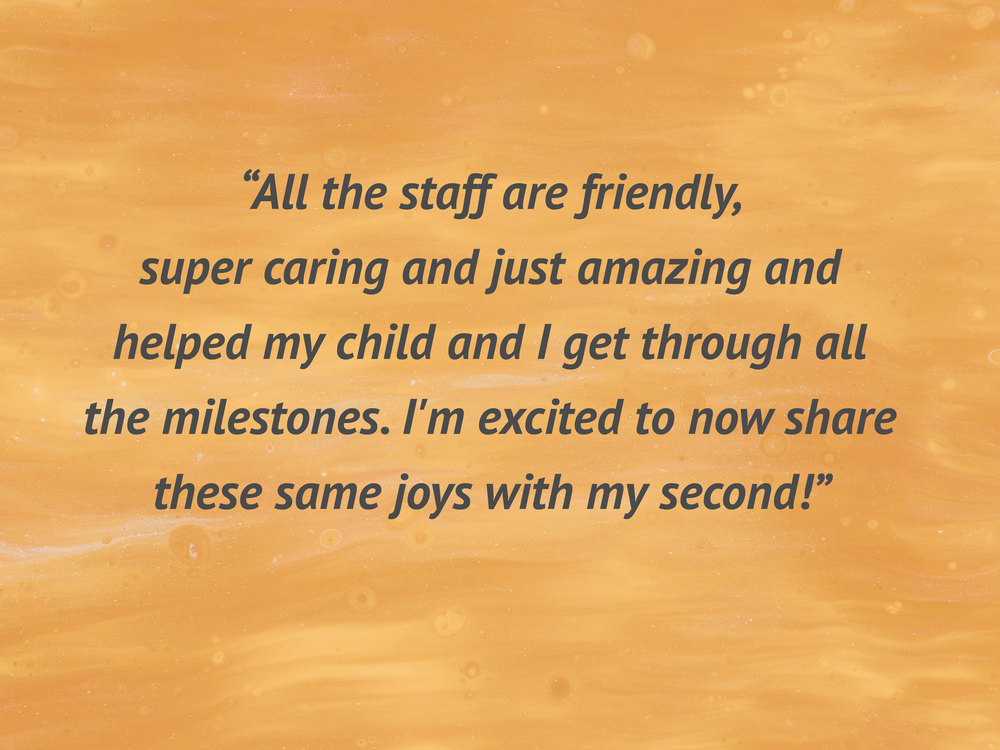 “All the staff are friendly,
super caring and just amazing and
helped my child and I get through all
the milestones. I'm excited to now share
these same joys with my second!”